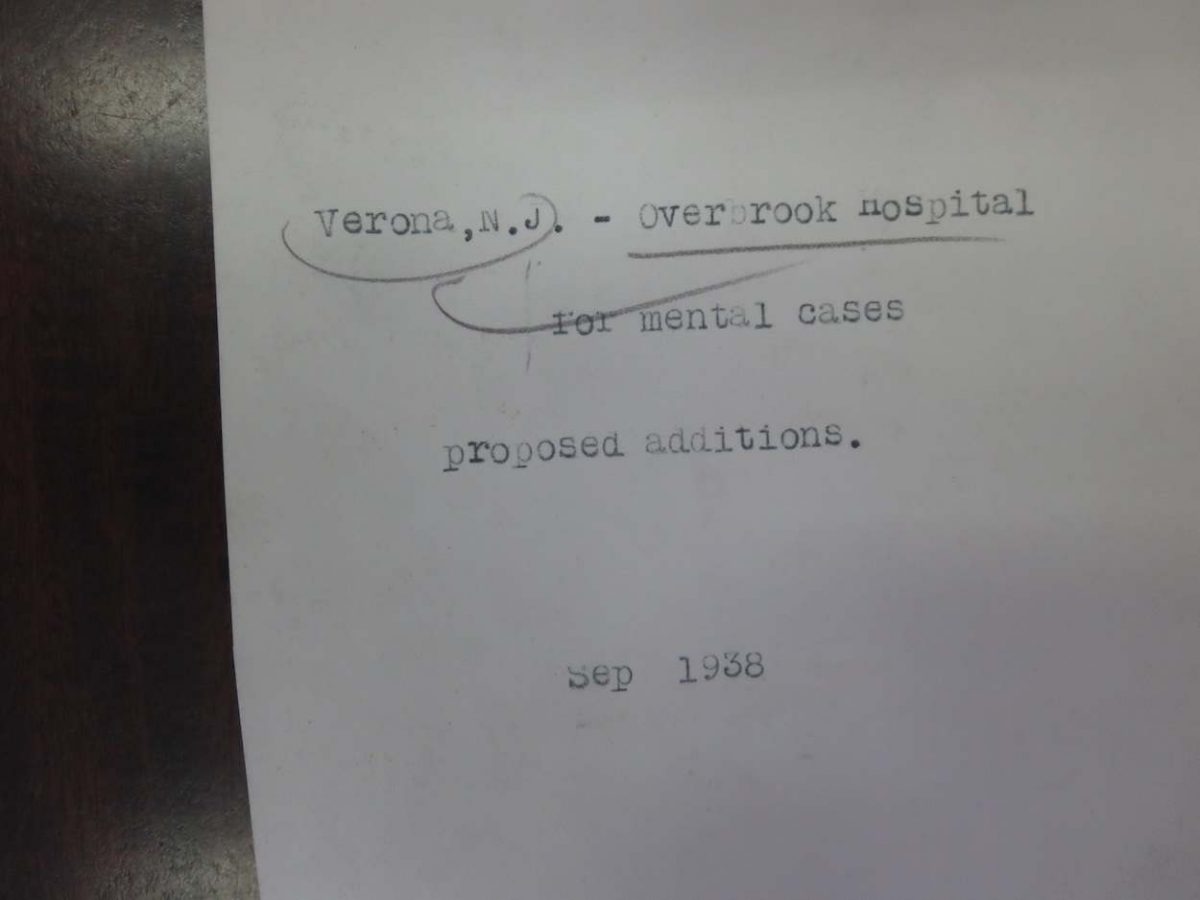 Verona,N.J. - Overbrook Hospital
for mental cases
proposed additions.
Sep 1938